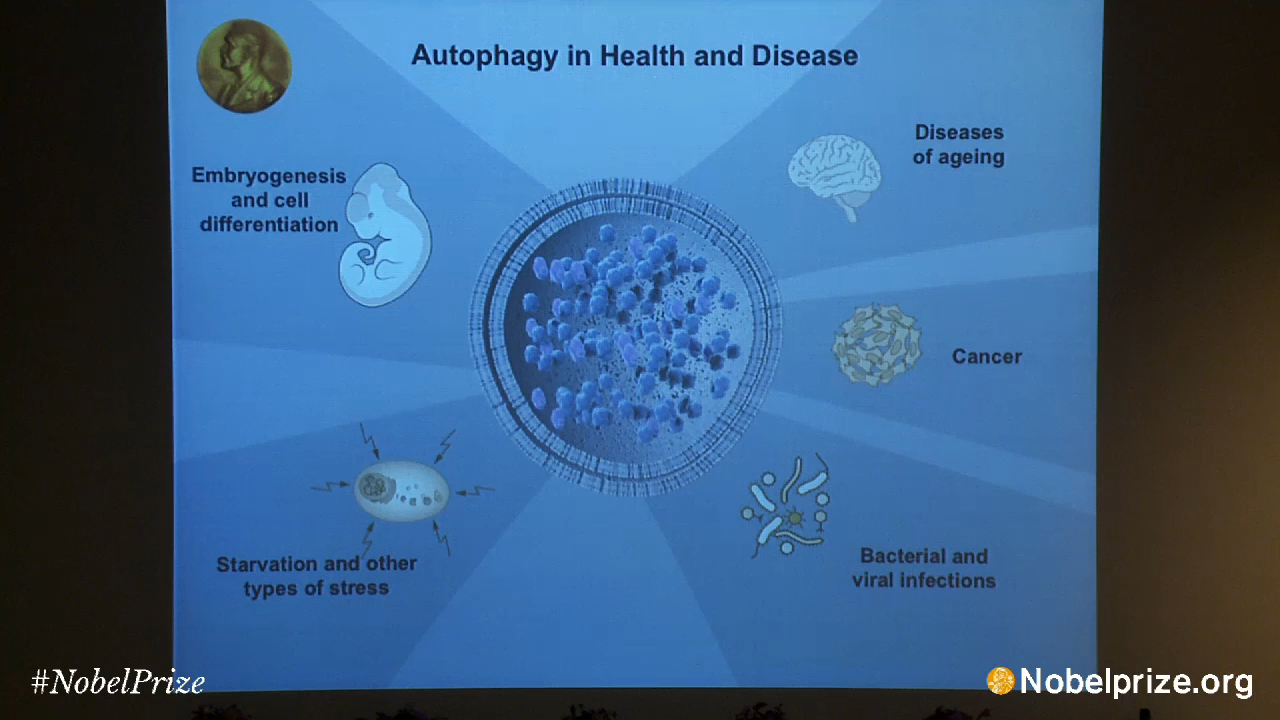 Autophagy in Health and Disease
Embryogenesis
and cell
differentiation
Diseases
of ageing
Cancer
Starvation and other
types of stress
Bacterial and
viral infections
#NobelPrize
Nobelprize.org